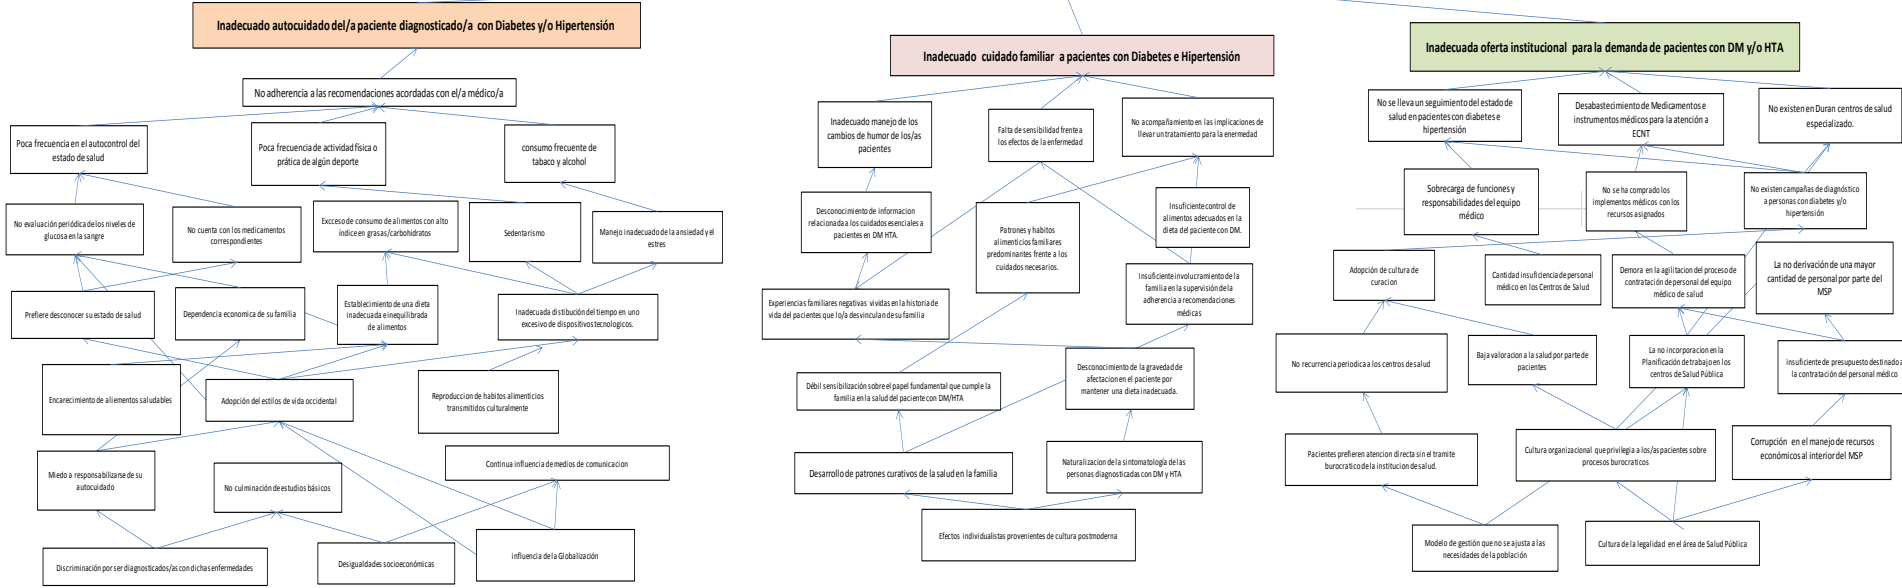 Inadecuado autocuidado del/a paciente diagnosticado/a con Diabetes y/o Hipertensión
No adherencia a las recomendaciones acordadas con el/a médico/a
Poca frecuencia en el autocontrol del
estado de salud
Poca frecuencia de actividad física o
prática de algún deporte
consumo frecuente de
tabaco y alcohol
No evaluación periódica de los niveles de
glucosa en la sangre
No cuenta con los medicamentos
correspondientes
Excceso de consumo de alimentos con alto
índice en grasas/carbohidratos
Sedentarismo
Manejo inadecuado de la ansiedad y el
estres
Prefiere desconocer su estado de salud
Dependencia economica de su familia
Establecimiento de una dieta
inadecuada e inequilibrada
de alimentos
Inadecuada distibución del tiempo en uno
excesivo de dispositivos tecnologicos.
Encarecimiento de aliementos saludables
Adopción del estilos de vida occidental
Reproduccion de habitos alimenticios
transmitidos culturalmente
Miedo a responsabilizarse de su
autocuidado
No culminación de estudios básicos
Continua influencia de medios de comunicacion
Discriminación por ser diagnosticados/as con dichas enfermedades
Desigualdades socioeconómicas
influencia de la Globalización
Inadecuado cuidado familiar a pacientes con Diabetes e Hipertensión
Inadecuado manejo de los
cambios de humor de los/as
pacientes
Falta de sensibilidad frente a
los efectos de la enfermedad
No acompañamiento en las implicaciones de
llevar un tratamiento para la enermedad
Desconocimiento de informacion
relacionada a los cuidados esenciales a
pacientes en DM HTA.
Patrones y habitos
alimenticios familiares
predominantes frente a los
cuidados necesarios.
Insuficiente control de
alimentos adecuados en la
dieta del paciente con DM.
Experiencias familiares negativas vividas en la historia de
vida del pacientes que lo/a desvinculan de su familia
Insuficiente involucramiento de la
familia en la supervisión de la
adherencia a recomendaciones
médicas
Débil sensibilización sobre el papel fundamental que cumple la
familia en la salud del paciente con DM/HTA
Desconocimiento de la gravedad de
afectacion en el paciente por
mantener una dieta inadecuada.
Desarrollo de patrones curativos de la salud en la familia
Naturalizacion de la sintomatología de las
personas diagnosticadas con DM y HTA
Efectos individualistas provenientes de cultura postmoderna
Inadecuada oferta institucional para la demanda de pacientes con DM y/o HTA
No se lleva un seguimiento del estado de
salud en pacientes con diabetes e
hipertensión
Desabastecimiento de Medicamentos e
instrumentos médicos para la atención a
ECNT
No existen en Duran centros de salud
especializado.
Sobrecarga de funciones y
responsabilidades del equipo
médico
No se ha comprado los
implementos médicos con los
recursos asignados
No existen campañas de diagnóstico
a personas con diabetes y/o
hipertensión
Adopción de cultura de
curacion
Cantidad insuficiencia de personal
médico en los Centros de Salud
Demora en la agilitacion del proceso de
contratación de personal del equipo
médico de salud
La no derivación de una mayor
cantidad de personal por parte del
MSP
No recurrencia periodica a los centros de salud
Baja valoracion a la salud por parte de
pacientes
La no incorporacion en la
Planificación de trabajo en los
centros de Salud Pública
insuficiente de presupuesto destinado a
la contratación del personal médico
Pacientes prefieren atencion directa sin el tramite
burocratico de la institucion de salud.
Cultura organizacional que privilegia a los/as pacientes sobre
procesos burocraticos
Corrupción en el manejo de recursos
económicos al interior del MSP
Modelo de gestión que no se ajusta a las
necesidades de la población
Cultura de la legalidad en el área de Salud Pública